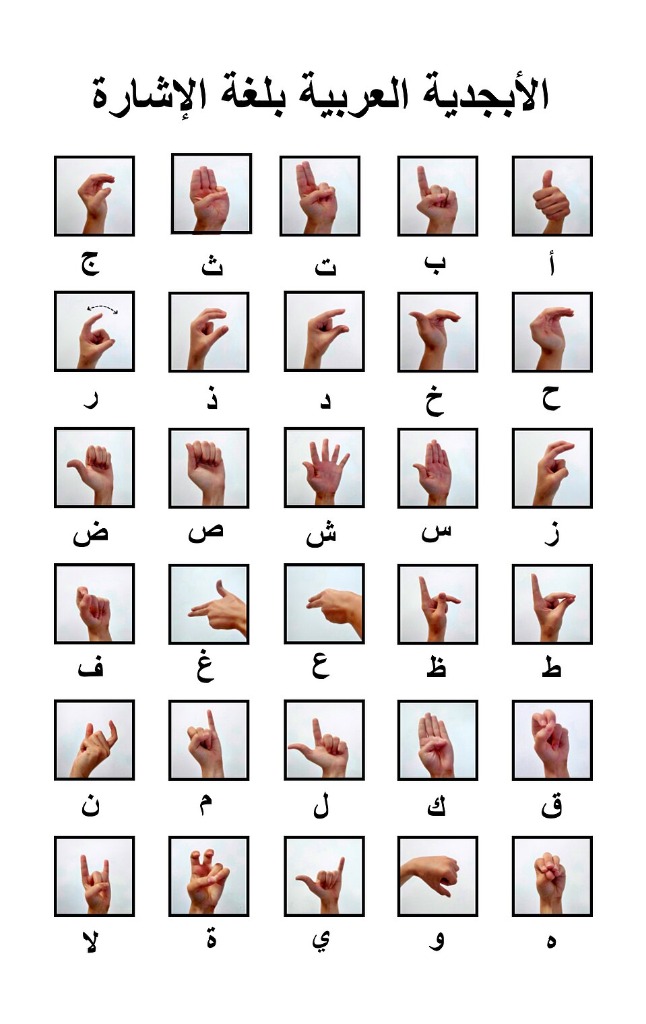 الأبجدية العربية بلغة الإشارة
أ ب ت ث ج
ح خ د ذ ر
ز س ش ص ض
ط ظ ع غ ف
ق ك ل م ن
ه و ي ة لا